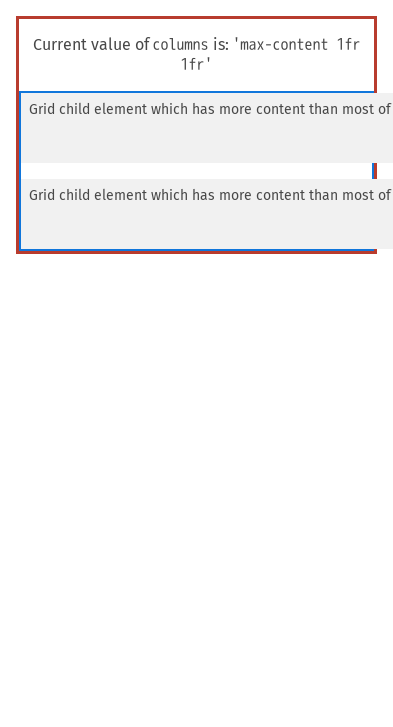 Current value of columns is: 'max-content 1fr
1fr'
Grid child element which has more content than most of
Grid child element which has more content than most of